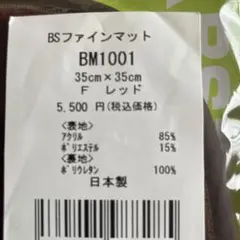 BSファインマット
BM1001
35cm×35cm
F レッド
5,500 円(税込価格)
<表地>
アクリル 85%
ポリエステル 15%
<裏地>
ポリウレタン 100%
日本製